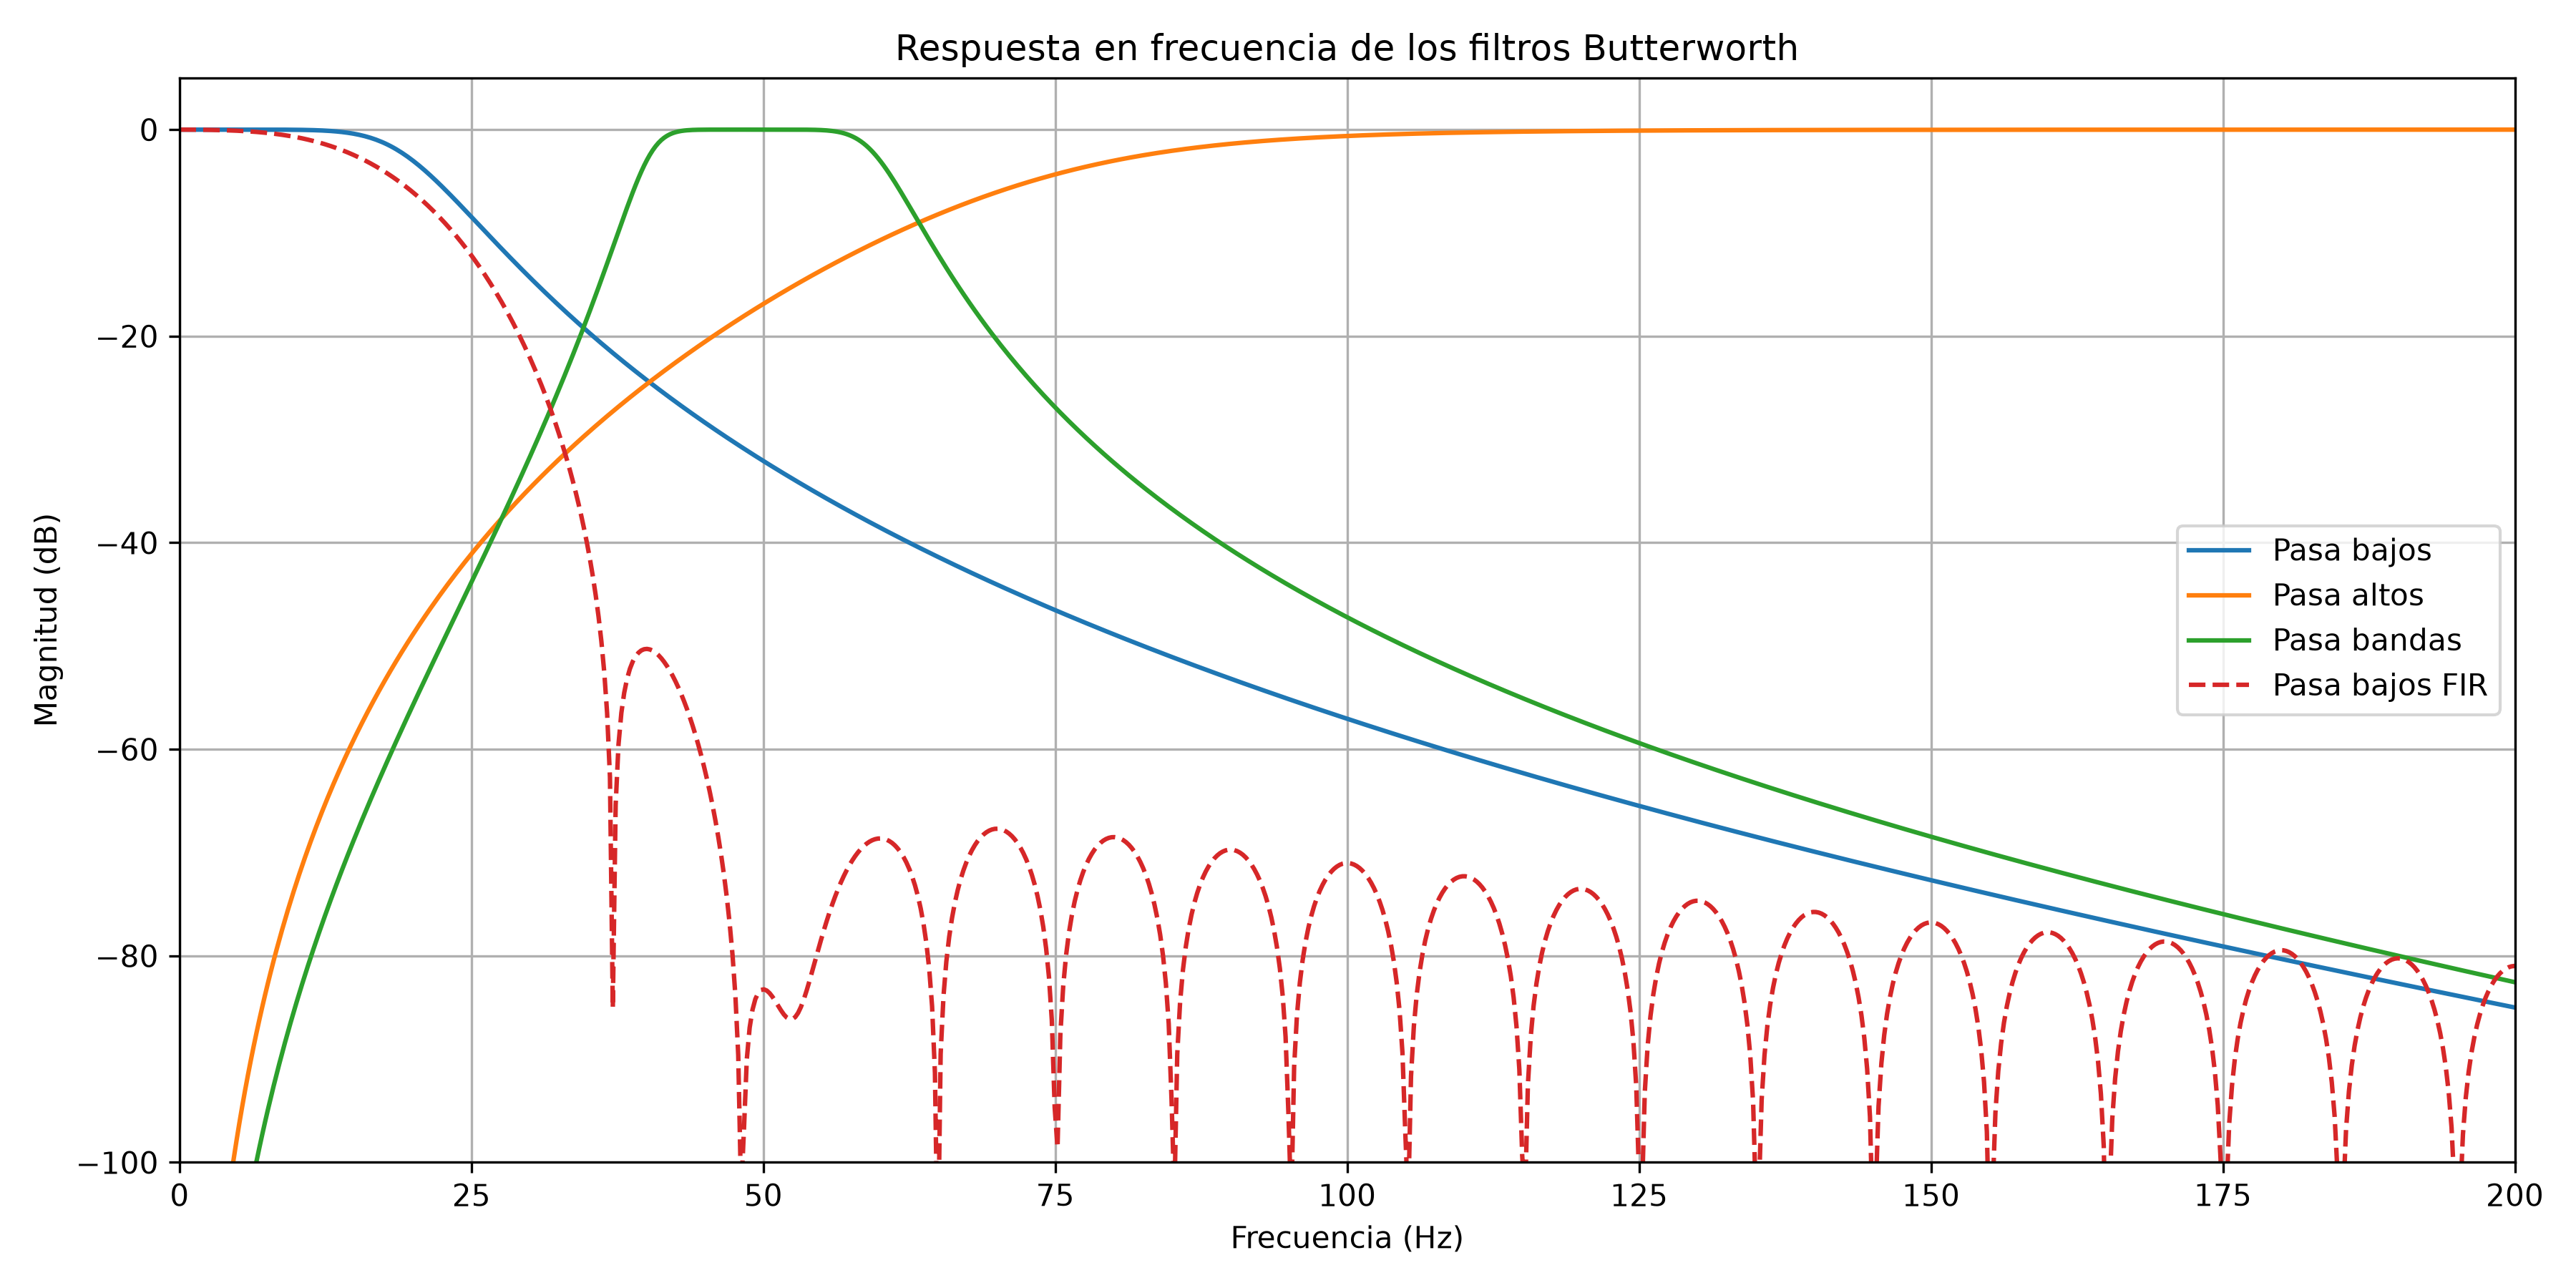 Respuesta en frecuencia de los filtros Butterworth
Magnitud (dB)
0
−20
−40
−60
−80
−100
Pasa bajos
Pasa altos
Pasa bandas
Pasa bajos FIR
0 25 50 75 100 125 150 175 200
Frecuencia (Hz)